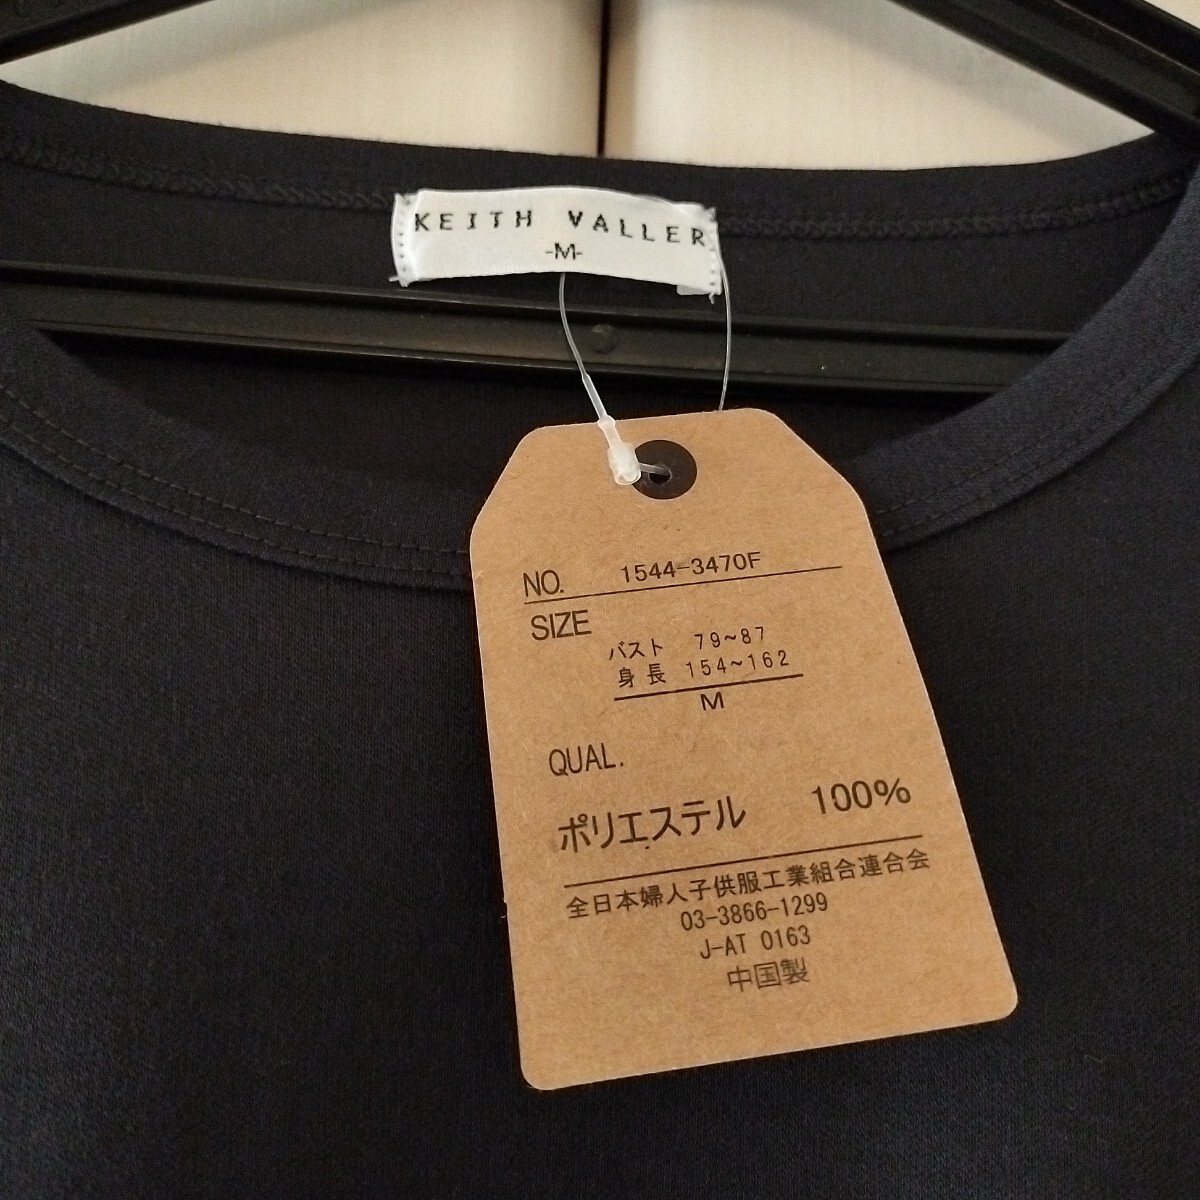 KEITH VALLER
-M-
NO. 1544-3470F
SIZE
バスト 79~87
身長 154~162
M
QUAL.
ポリエステル 100%
全日本婦人子供服工業組合連合会
03-3866-1299
J-AT 0163
中国製